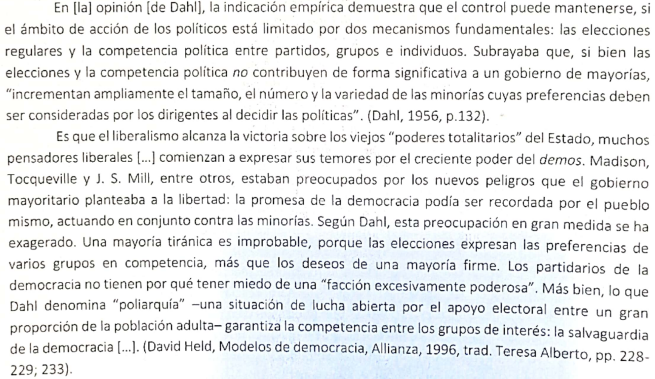 En [la] opinión [de Dahl], la indicación empírica demuestra que el control puede mantenerse, si
el ámbito de acción de los políticos está limitado por dos mecanismos fundamentales: las elecciones
regulares y la competencia política entre partidos, grupos e individuos. Subrayaba que, si bien las
elecciones y la competencia política no contribuyen de forma significativa a un gobierno de mayorías,
“incrementan ampliamente el tamaño, el número y la variedad de las minorías cuyas preferencias deben
ser consideradas por los dirigentes al decidir las políticas”. (Dahl, 1956, p.132).
Es que el liberalismo alcanza la victoria sobre los viejos “poderes totalitarios” del Estado, muchos
pensadores liberales [...] comienzan a expresar sus temores por el creciente poder del demos. Madison,
Tocqueville y J. S. Mill, entre otros, estaban preocupados por los nuevos peligros que el gobierno
mayoritario planteaba a la libertad: la promesa de la democracia podía ser recordada por el pueblo
mismo, actuando en conjunto contra las minorías. Según Dahl, esta preocupación en gran medida se ha
exagerado. Una mayoría tiránica es improbable, porque las elecciones expresan las preferencias de
varios grupos en competencia, más que los deseos de una mayoría firme. Los partidarios de la
democracia no tienen por qué tener miedo de una “facción excesivamente poderosa”. Más bien, lo que
Dahl denomina “poliarquía” –una situación de lucha abierta por el apoyo electoral entre un gran
proporción de la población adulta– garantiza la competencia entre los grupos de interés: la salvaguardia
de la democracia [...]. (David Held, Modelos de democracia, Allianza, 1996, trad. Teresa Alberto, pp. 228-
229; 233).